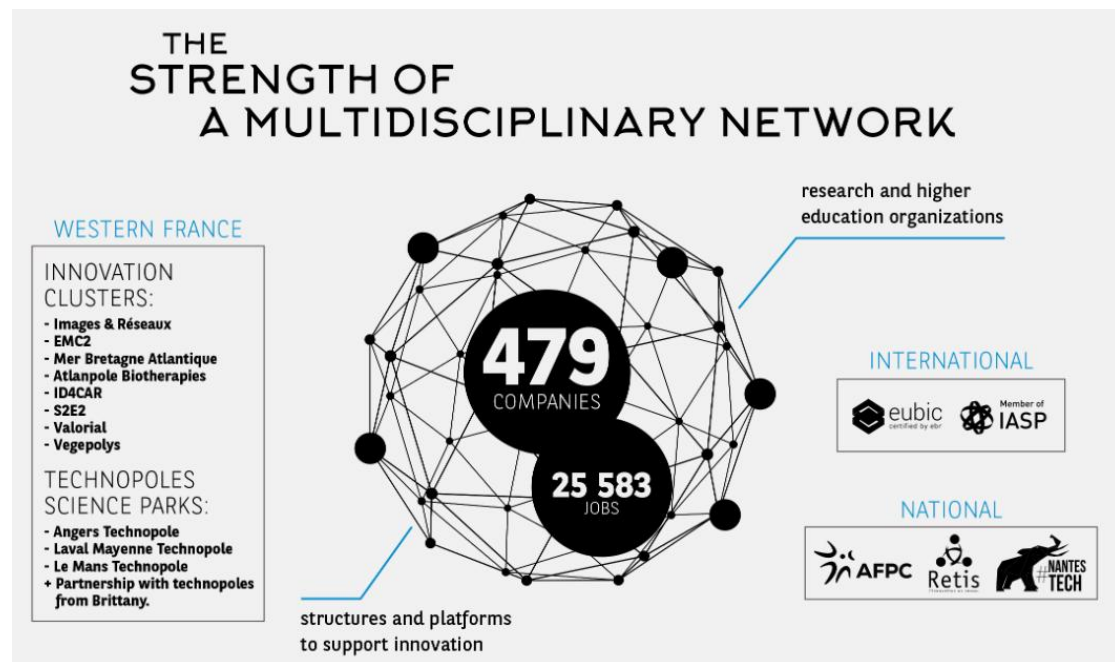 THE
STRENGTH OF
A MULTIDISCIPLINARY NETWORK
research and higher
education organizations
WESTERN FRANCE
INNOVATION
CLUSTERS:
- Images & Réseaux
- EMC2
- Mer Bretagne Atlantique
- Atlanpole Biotherapies
- ID4CAR
- S2E2
- Valorial
- Vegepolys
TECHNOPOLES
SCIENCE PARKS:
- Angers Technopole
- Laval Mayenne Technopole
- Le Mans Technopole
+ Partnership with technopoles
from Brittany.
479
COMPANIES
25 583
JOBS
structures and platforms
to support innovation
INTERNATIONAL
eubic
certified by ebn
Member of
IASP
NATIONAL
AFPC
Retis
#NANTES
TECH